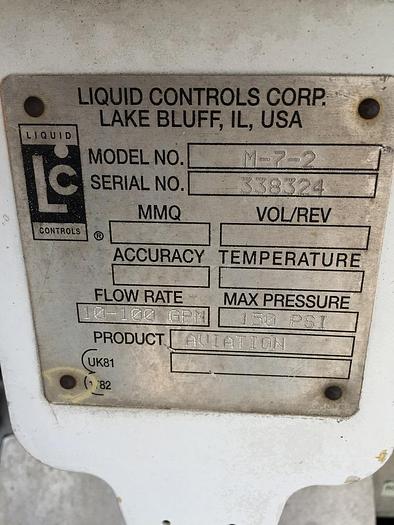 LIQUID CONTROLS CORP.
LAKE BLUFF, IL, USA
LIQUID
LC
CONTROLS
®
MODEL NO. M-7-2
SERIAL NO. 338324
MMQ VOL/REV
ACCURACY TEMPERATURE
FLOW RATE MAX PRESSURE
10-100 GPM 150 PSI
PRODUCT AVIATION
UK81